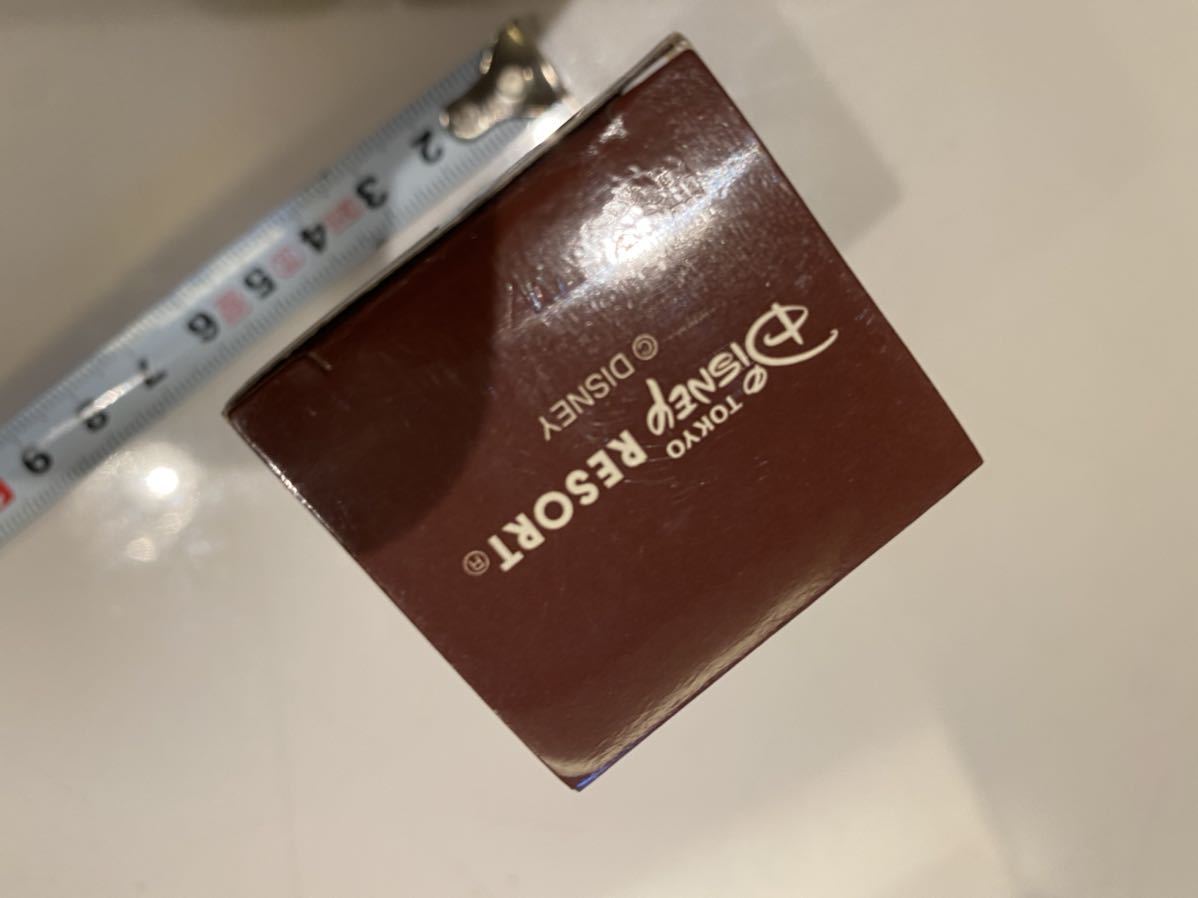 TOKYO
DISNEY RESORT®
© DISNEY
2 3 4 5 6 7 8 9